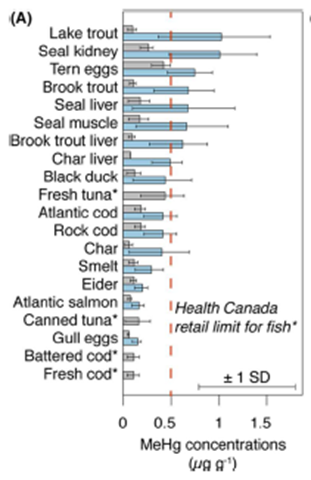 (A)
Lake trout
Seal kidney
Tern eggs
Brook trout
Seal liver
Seal muscle
Brook trout liver
Char liver
Black duck
Fresh tuna*
Atlantic cod
Rock cod
Char
Smelt
Eider
Atlantic salmon
Canned tuna*
Gull eggs
Battered cod*
Fresh cod*
Health Canada
retail limit for fish*
± 1 SD
0 0.5 1 1.5
MeHg concentrations
(µg g⁻¹)